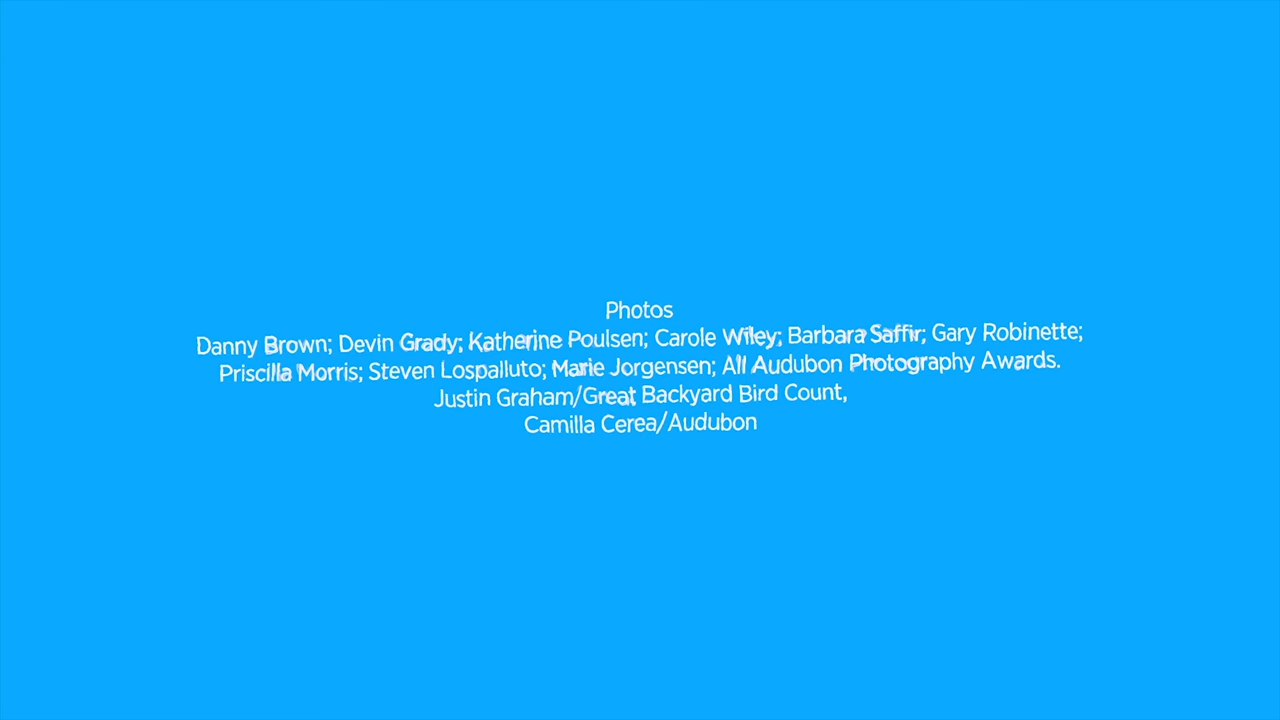 Photos
Danny Brown; Devin Grady; Katherine Poulsen; Carole Wiley; Barbara Saffir; Gary Robinette;
Priscilla Morris; Steven Lospalluto; Marie Jorgensen; All Audubon Photography Awards.
Justin Graham/Great Backyard Bird Count,
Camilla Cerea/Audubon